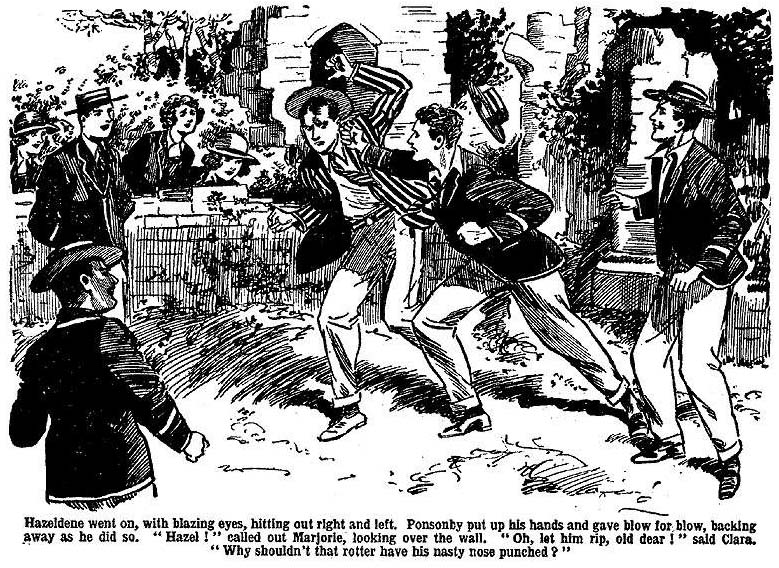 Hazeldene went on, with blazing eyes, hitting out right and left. Ponsonby put up his hands and gave blow for blow, backing
away as he did so. "Hazel!" called out Marjorie, looking over the wall. "Oh, let him rip, old dear!" said Clara.
"Why shouldn't that rotter have his nasty nose punched?"